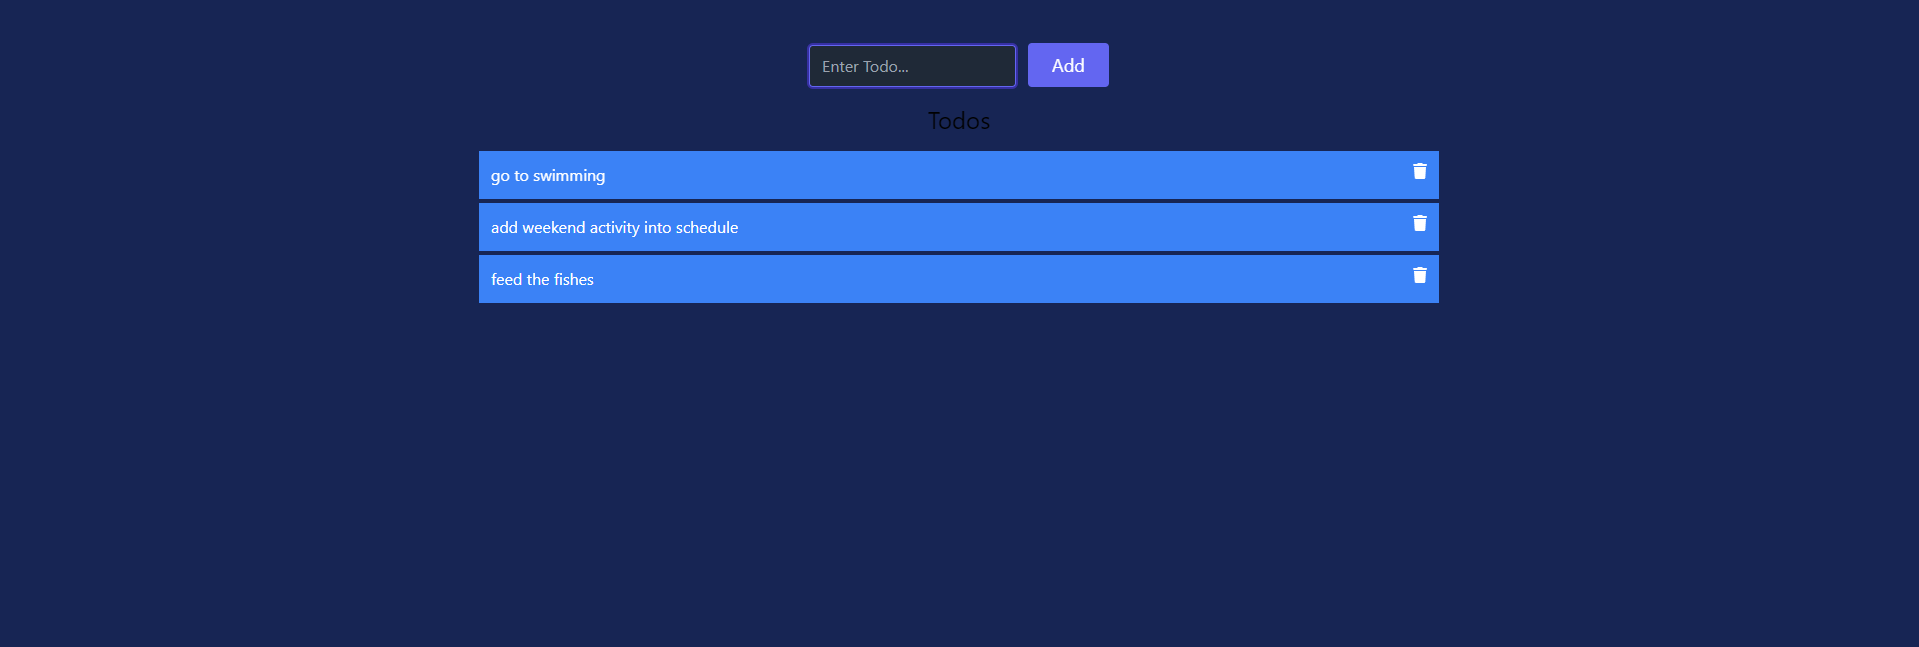 Enter Todo...
Add
Todos
go to swimming
add weekend activity into schedule
feed the fishes